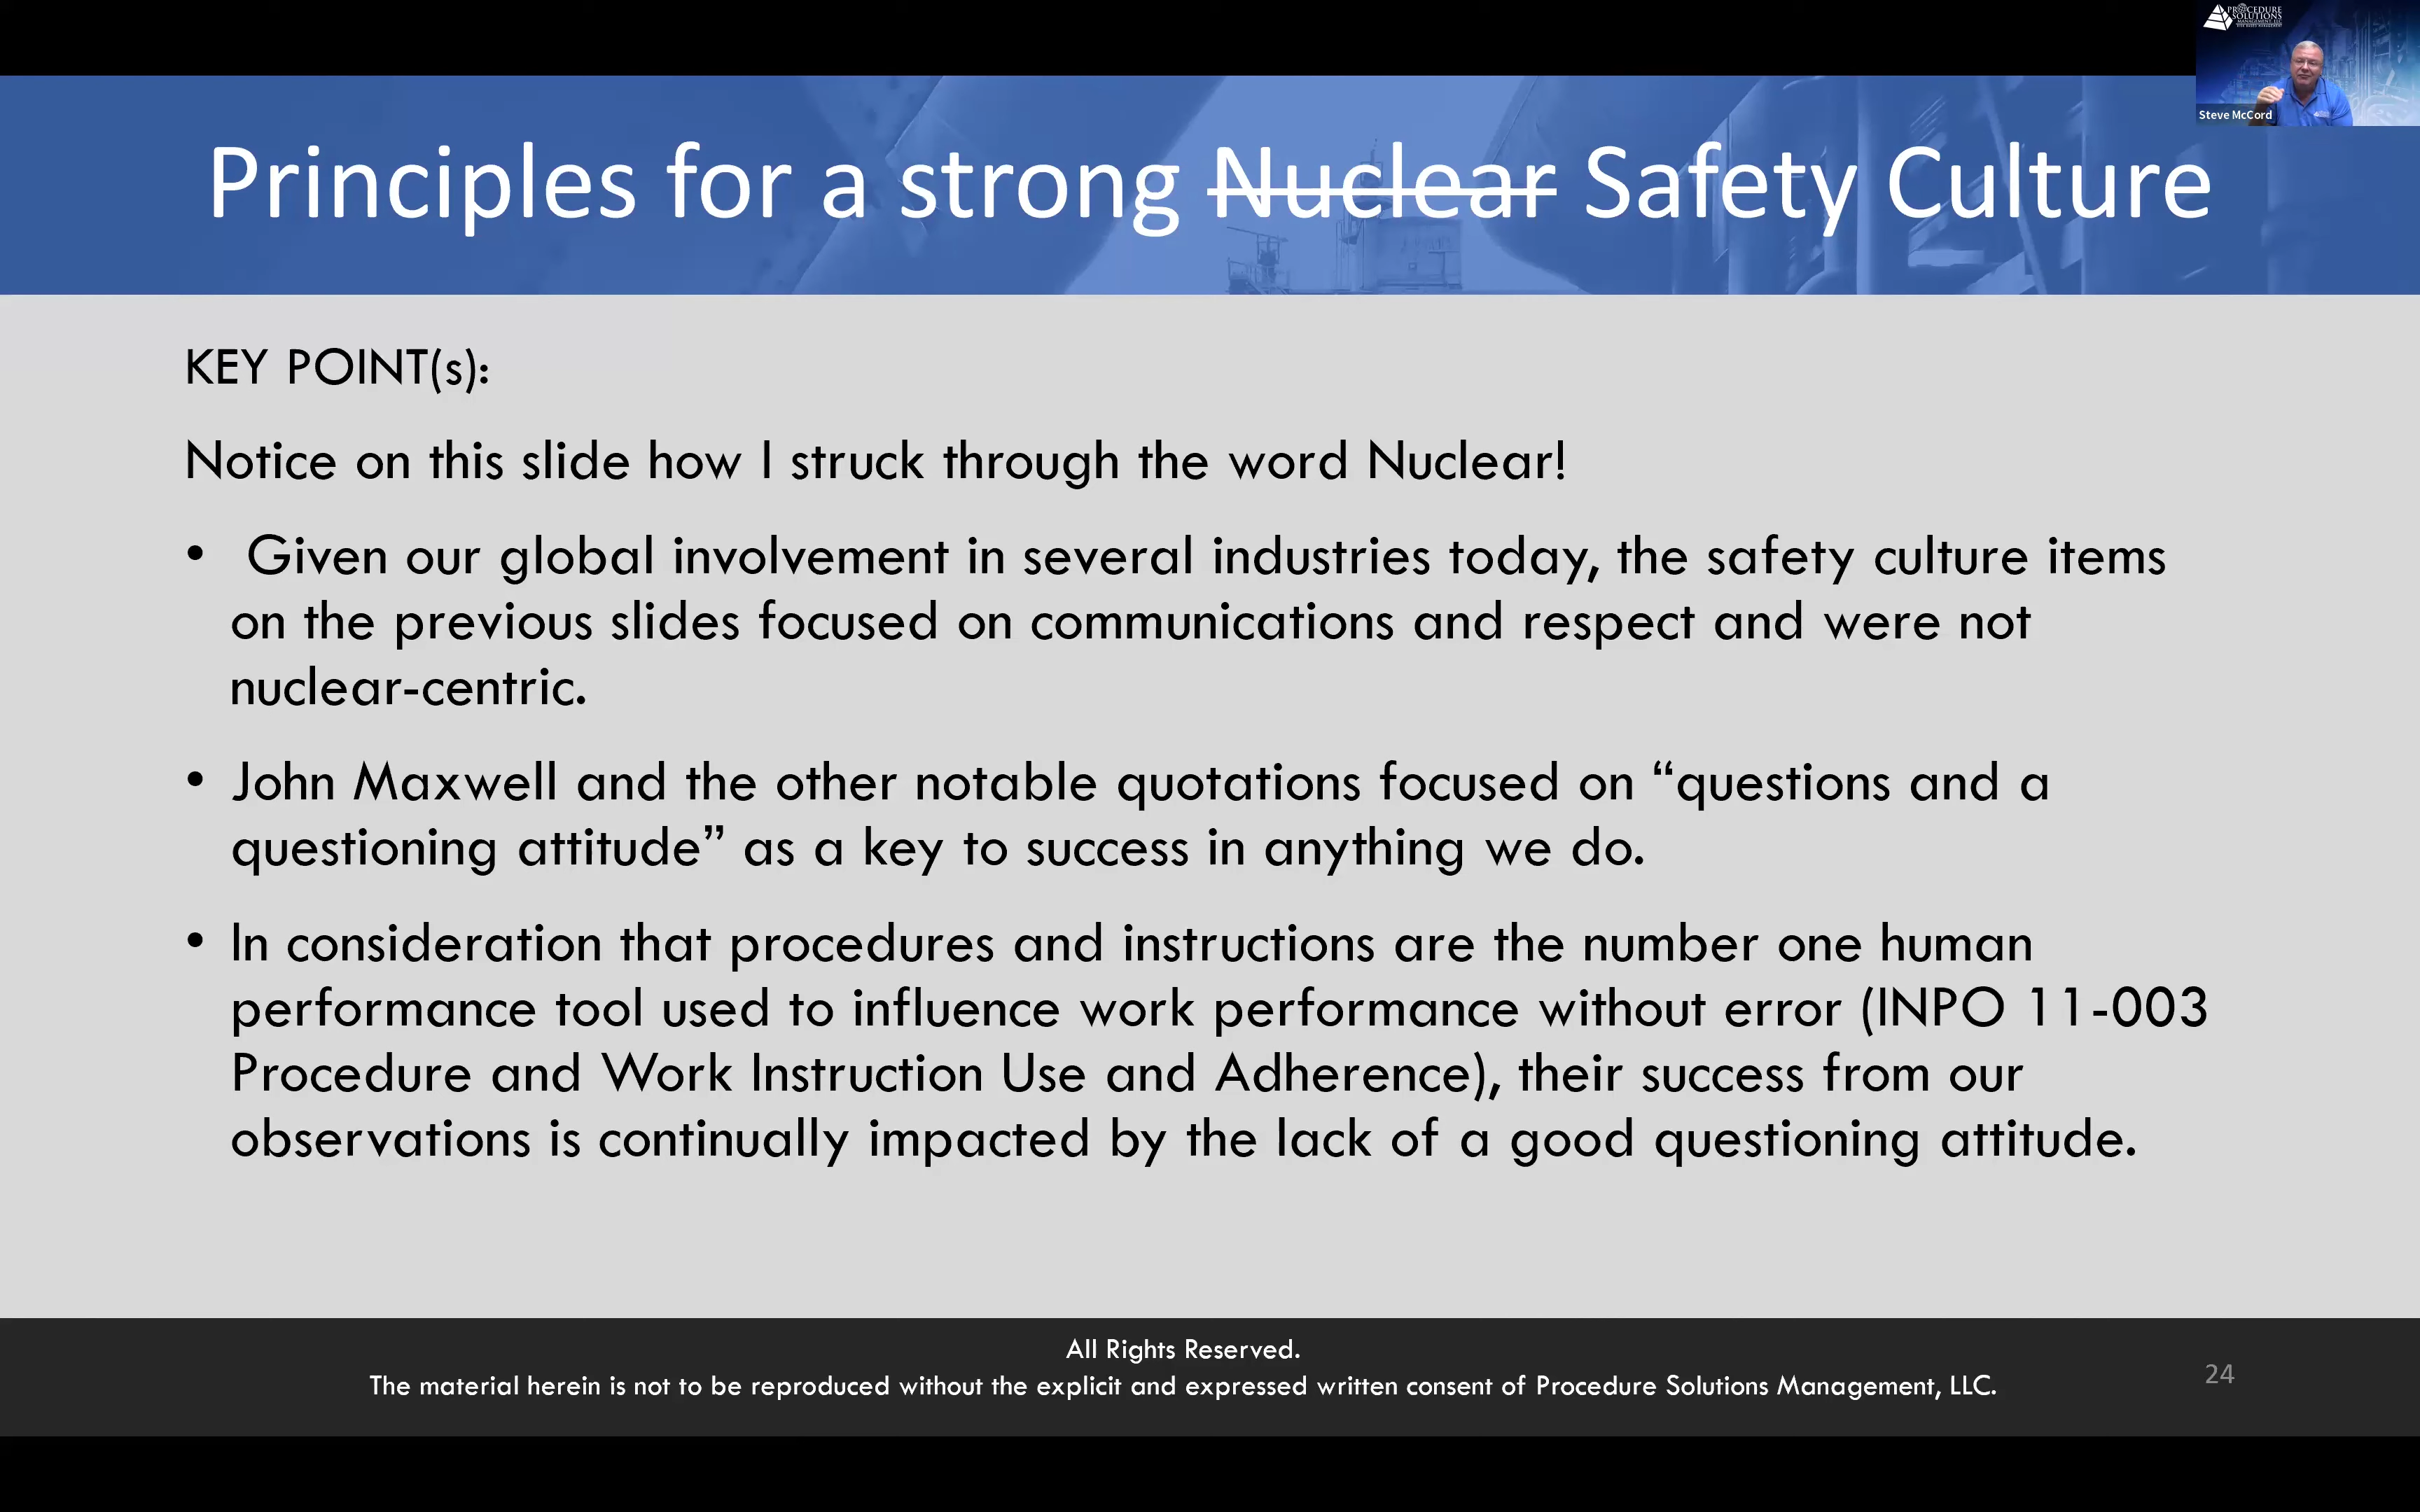 PROCEDURE
SOLUTIONS
MANAGEMENT, LLC
Steve McCord
Principles for a strong Nuclear Safety Culture
KEY POINT(s):
Notice on this slide how I struck through the word Nuclear!
• Given our global involvement in several industries today, the safety culture items
on the previous slides focused on communications and respect and were not
nuclear-centric.
• John Maxwell and the other notable quotations focused on “questions and a
questioning attitude” as a key to success in anything we do.
• In consideration that procedures and instructions are the number one human
performance tool used to influence work performance without error (INPO 11-003
Procedure and Work Instruction Use and Adherence), their success from our
observations is continually impacted by the lack of a good questioning attitude.
All Rights Reserved.
The material herein is not to be reproduced without the explicit and expressed written consent of Procedure Solutions Management, LLC.
24